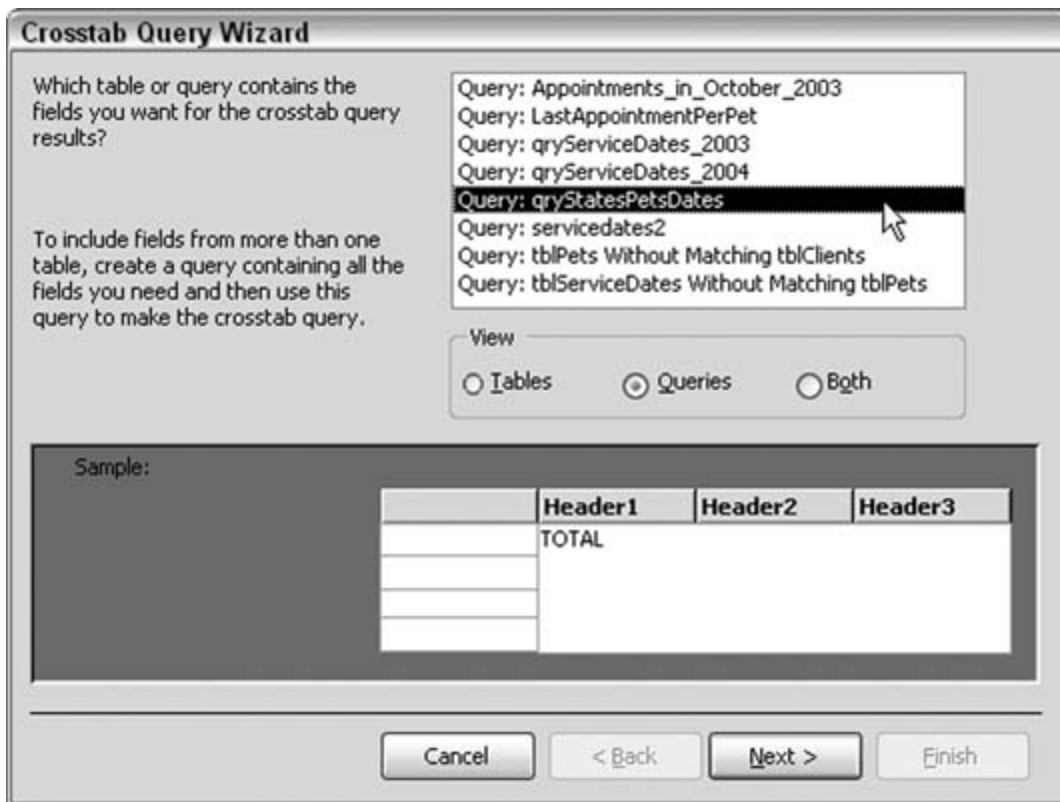 Crosstab Query Wizard
Which table or query contains the
fields you want for the crosstab query
results?
To include fields from more than one
table, create a query containing all the
fields you need and then use this
query to make the crosstab query.
Query: Appointments_in_October_2003
Query: LastAppointmentPerPet
Query: qryServiceDates_2003
Query: qryServiceDates_2004
Query: qryStatesPetsDates
Query: servicedates2
Query: tblPets Without Matching tblClients
Query: tblServiceDates Without Matching tblPets
View
Tables Queries Both
Sample:
Header1 Header2 Header3
TOTAL
Cancel < Back Next > Finish